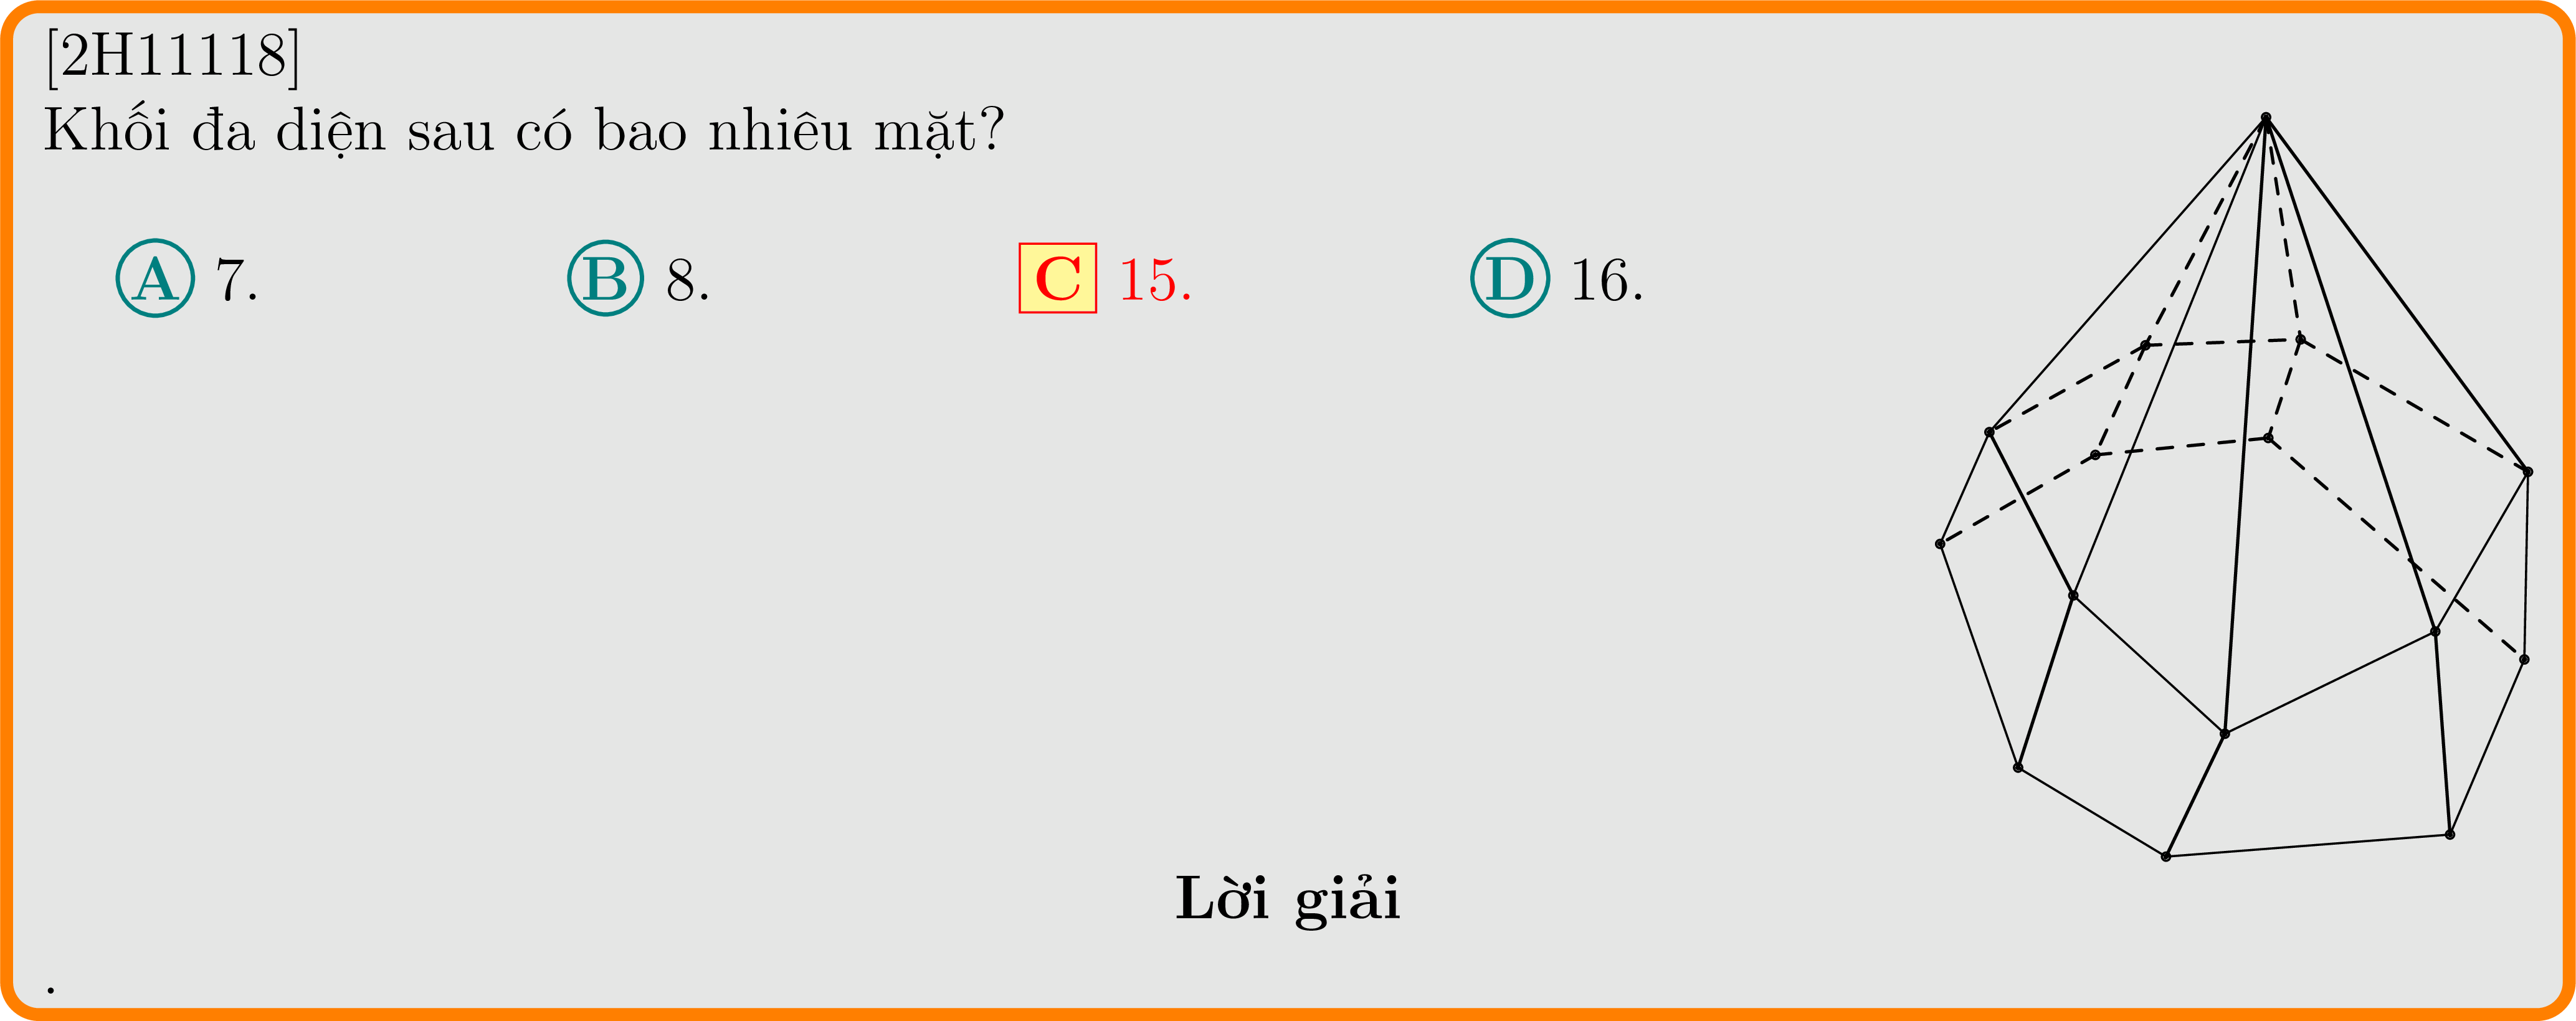 [2H11118]
Khối đa diện sau có bao nhiêu mặt?
A 7. B 8. C 15. D 16.
Lời giải
.